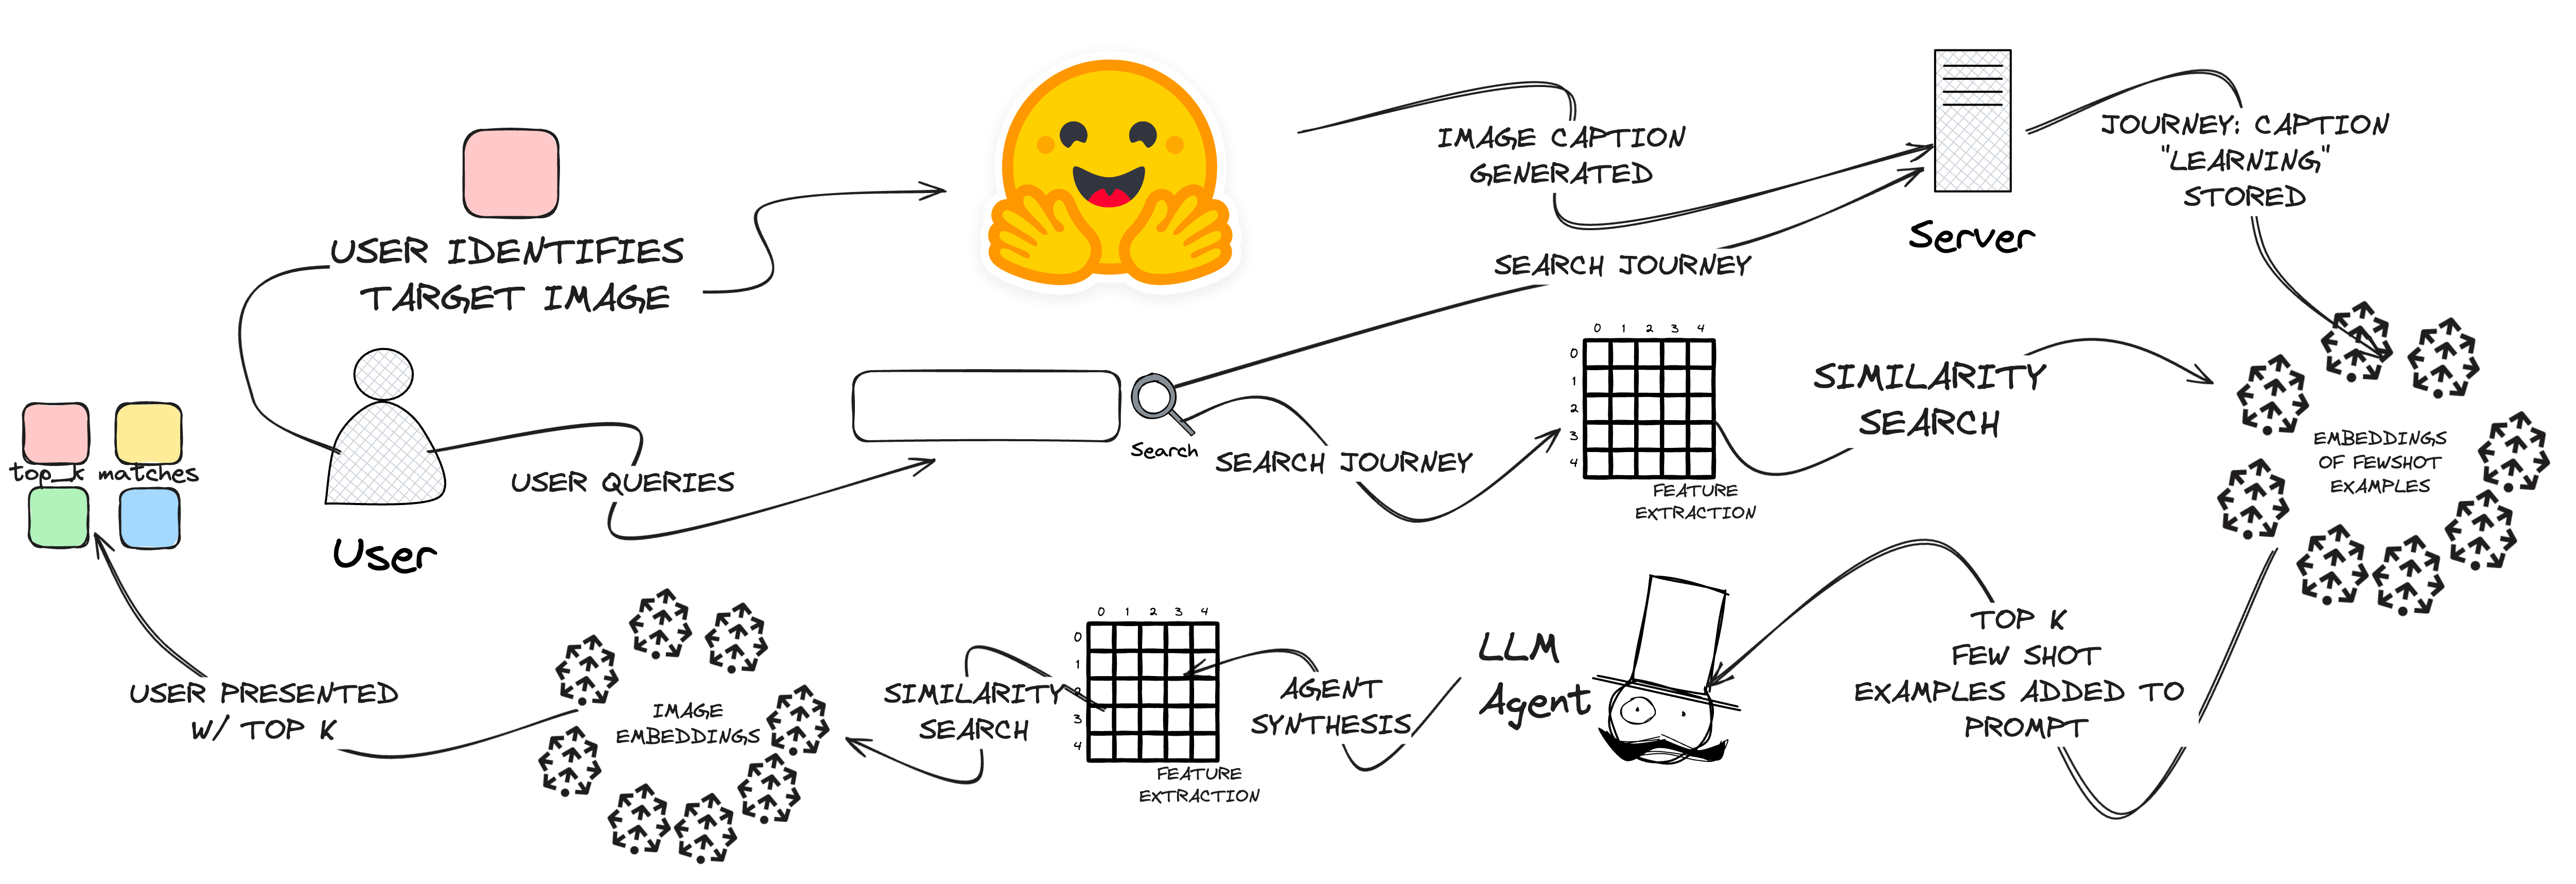 USER IDENTIFIES
TARGET IMAGE
IMAGE CAPTION
GENERATED
SEARCH JOURNEY
Server
JOURNEY: CAPTION
"LEARNING"
STORED
top_k matches
User
USER QUERIES
Search
SEARCH JOURNEY
0 1 2 3 4
0
1
2
3
4
FEATURE
EXTRACTION
SIMILARITY
SEARCH
EMBEDDINGS
OF FEWSHOT
EXAMPLES
TOP K
FEW SHOT
EXAMPLES ADDED TO
PROMPT
LLM
Agent
AGENT
SYNTHESIS
0 1 2 3 4
0
1
2
3
4
FEATURE
EXTRACTION
SIMILARITY
SEARCH
IMAGE
EMBEDDINGS
USER PRESENTED
W/ TOP K